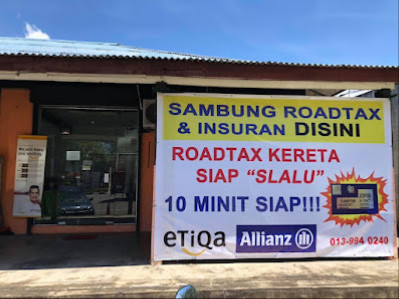 SAMBUNG ROADTAX
& INSURAN DISINI
ROADTAX KERETA
SIAP "SLALU"
10 MINIT SIAP!!!
eTiQa
Allianz
013-994 0240